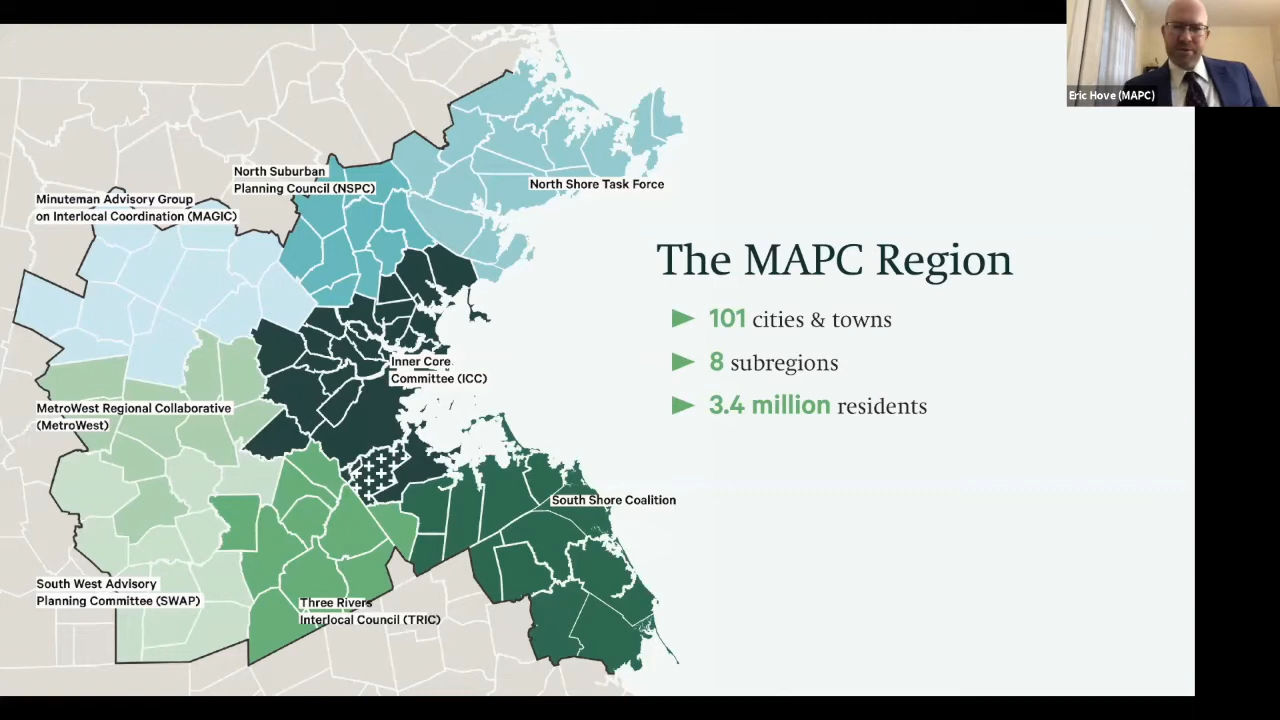 Eric Hove (MAPC)
North Suburban
Planning Council (NSPC)
North Shore Task Force
Minuteman Advisory Group
on Interlocal Coordination (MAGIC)
The MAPC Region
101 cities & towns
8 subregions
3.4 million residents
Inner Core
Committee (ICC)
MetroWest Regional Collaborative
(MetroWest)
South Shore Coalition
South West Advisory
Planning Committee (SWAP)
Three Rivers
Interlocal Council (TRIC)